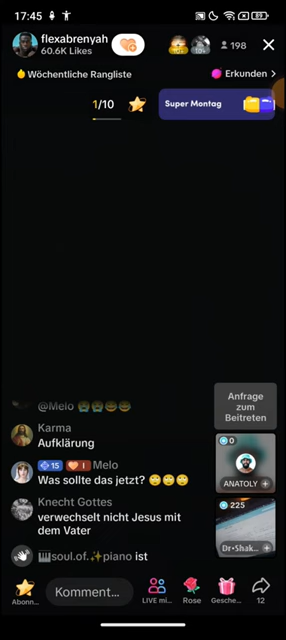 17:45
89
flexabrenyah
60.6K Likes
198
Wöchentliche Rangliste
Erkunden >
1/10
Super Montag
@Melo 😭😭😍😍
Karma
Aufklärung
15 I Melo
Was sollte das jetzt? 🙄🙄🙄
Knecht Gottes
verwechselt nicht Jesus mit
dem Vater
🎹soul.of.✨piano ist
Anfrage
zum
Beitreten
0
ANATOLY +
225
Dr•Shak... +
Abonn...
Komment...
LIVE mi...
Rose
Gesche...
12